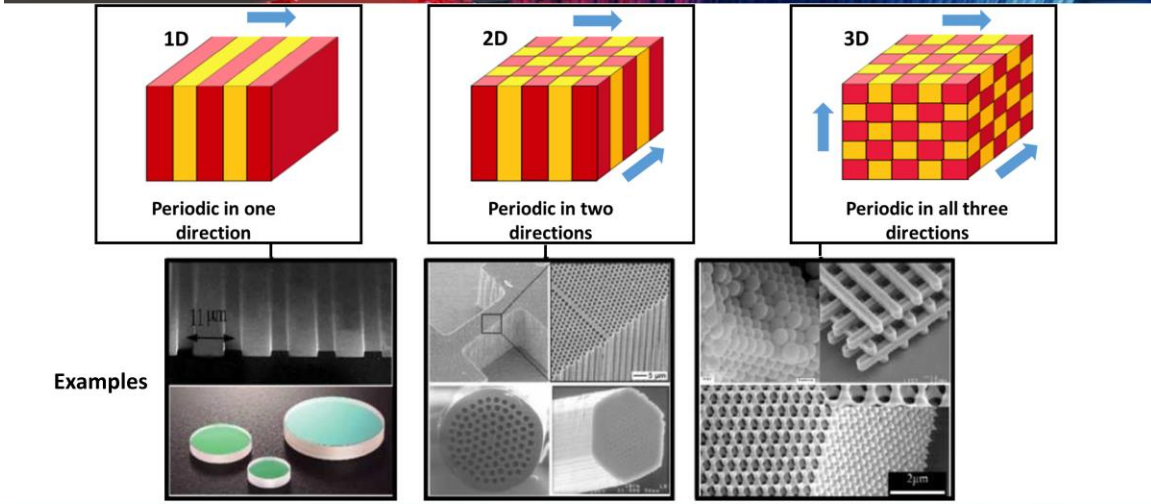 1D
Periodic in one
direction
2D
Periodic in two
directions
3D
Periodic in all three
directions
Examples
11 μm
5 μm
2μm